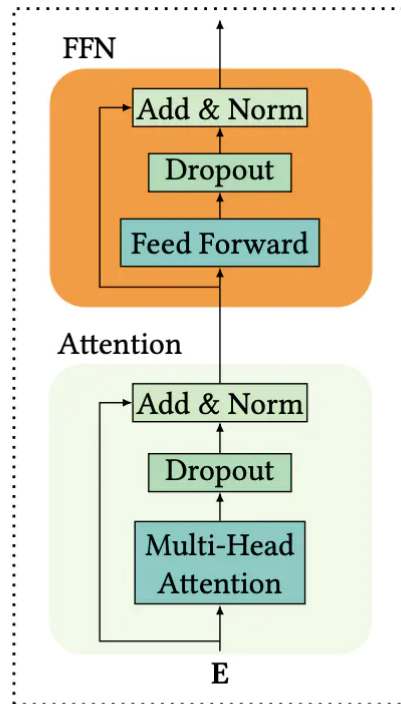 FFN
Add & Norm
Dropout
Feed Forward
Attention
Add & Norm
Dropout
Multi-Head
Attention
E